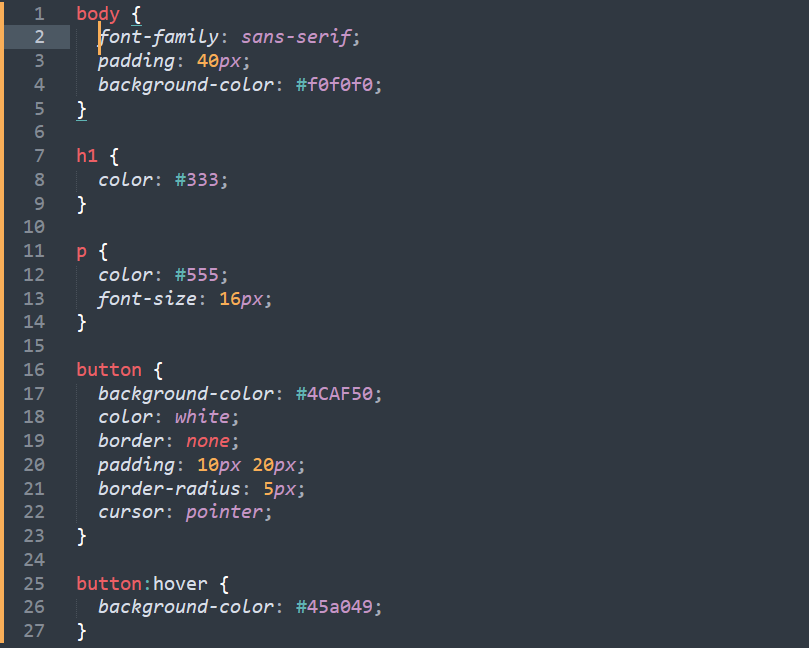 1 body {
2   font-family: sans-serif;
3   padding: 40px;
4   background-color: #f0f0f0;
5 }
6
7 h1 {
8   color: #333;
9 }
10
11 p {
12   color: #555;
13   font-size: 16px;
14 }
15
16 button {
17   background-color: #4CAF50;
18   color: white;
19   border: none;
20   padding: 10px 20px;
21   border-radius: 5px;
22   cursor: pointer;
23 }
24
25 button:hover {
26   background-color: #45a049;
27 }